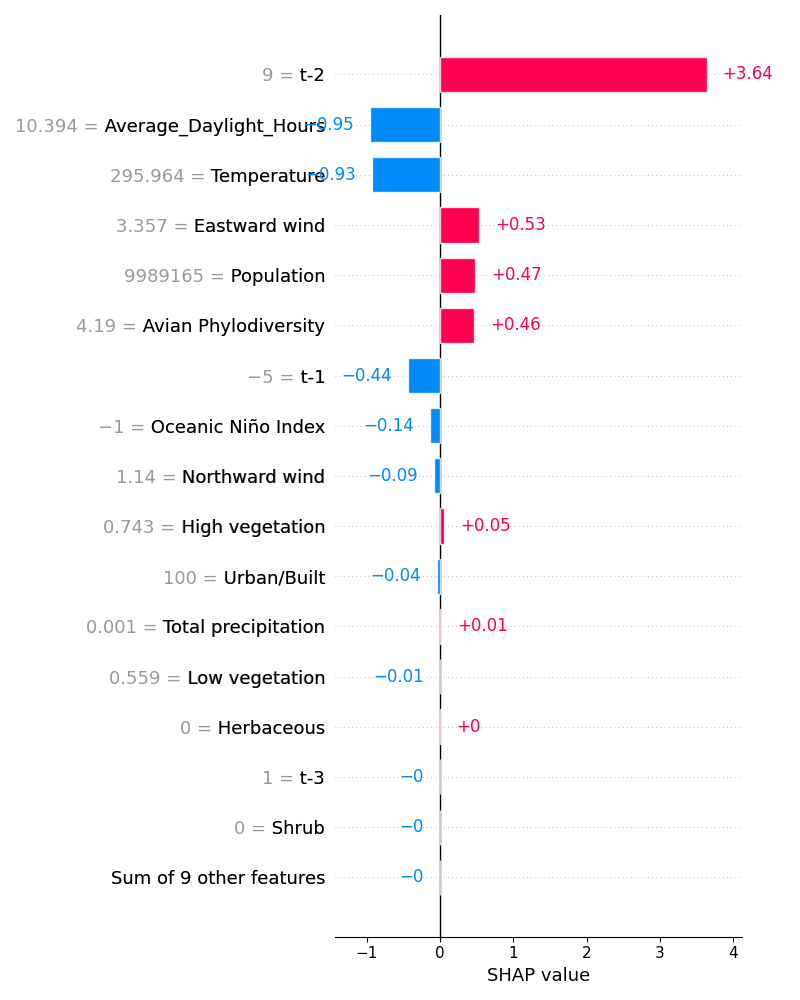 9 = t-2 +3.64
10.394 = Average_Daylight_Hours −0.95
295.964 = Temperature −0.93
3.357 = Eastward wind +0.53
9989165 = Population +0.47
4.19 = Avian Phylodiversity +0.46
−5 = t-1 −0.44
−1 = Oceanic Niño Index −0.14
1.14 = Northward wind −0.09
0.743 = High vegetation +0.05
100 = Urban/Built −0.04
0.001 = Total precipitation +0.01
0.559 = Low vegetation −0.01
0 = Herbaceous +0
1 = t-3 −0
0 = Shrub −0
Sum of 9 other features −0
−1 0 1 2 3 4
SHAP value